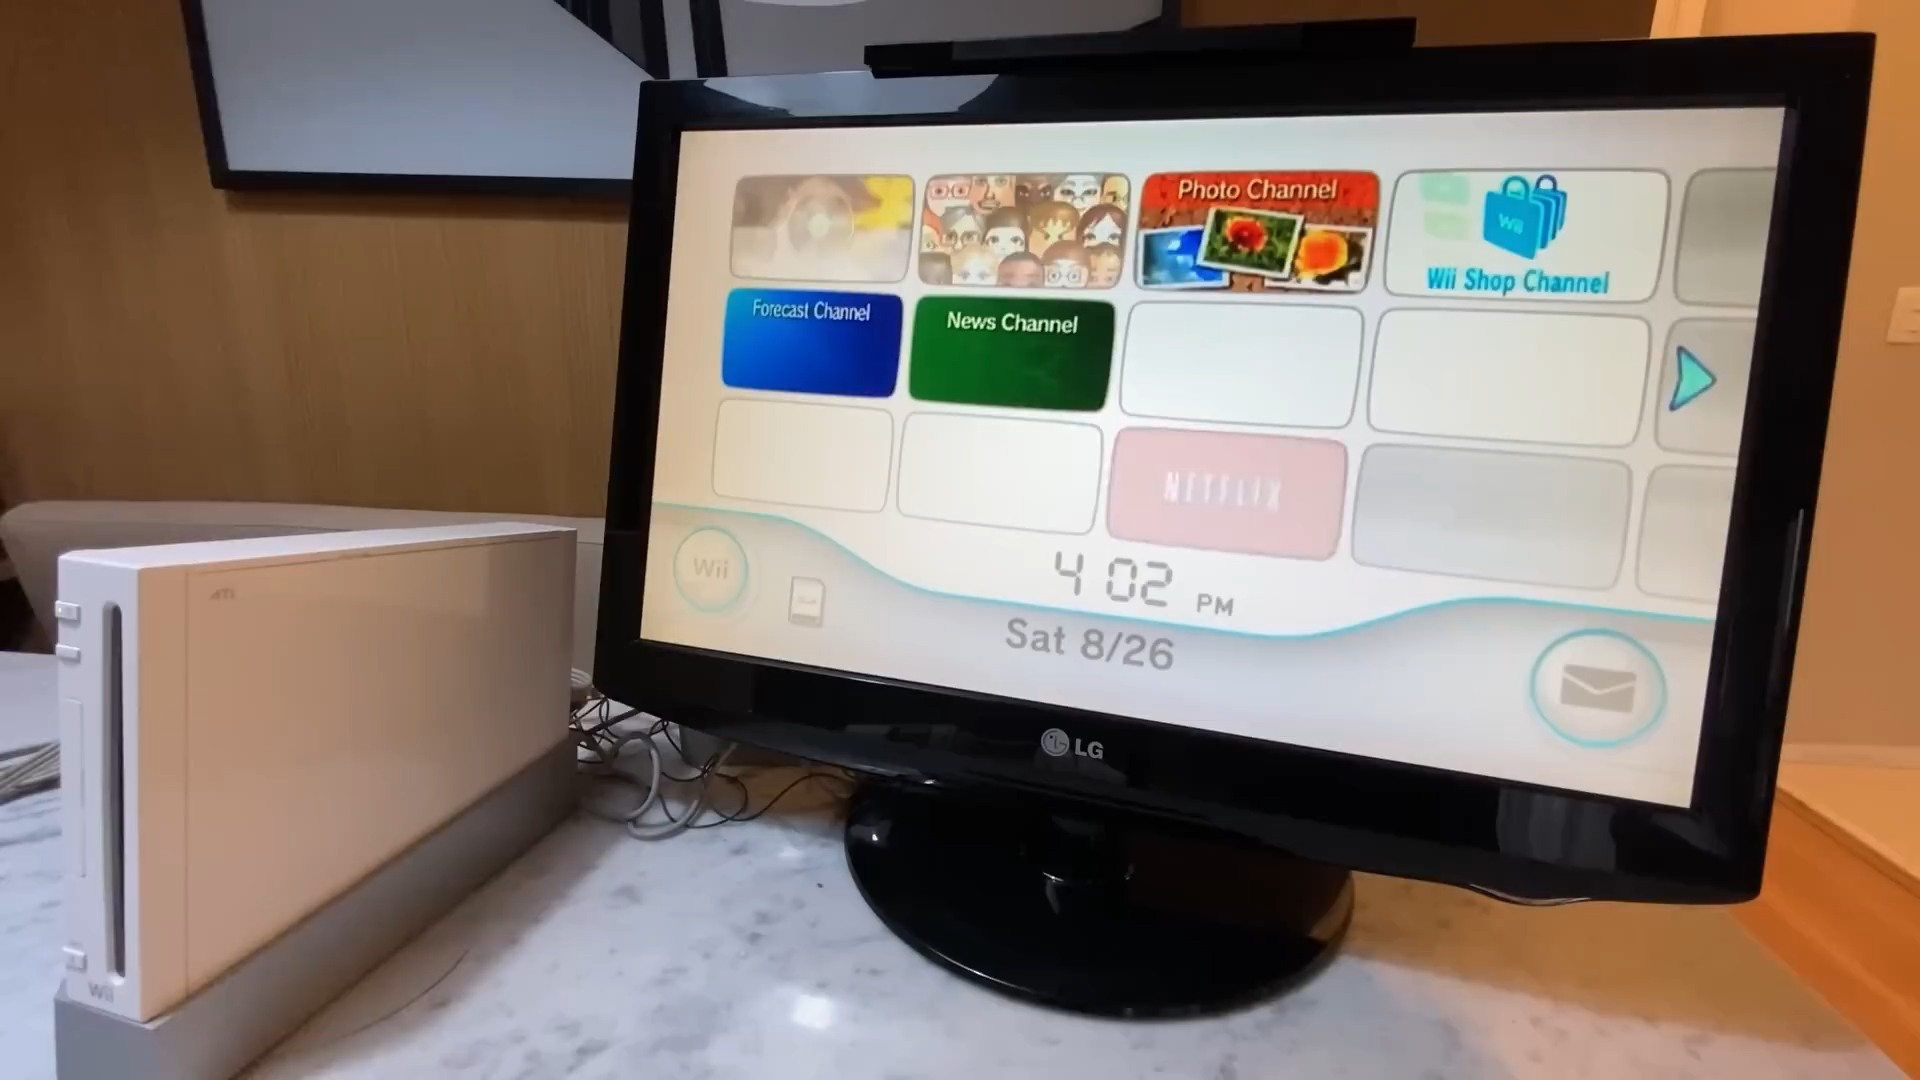 Photo Channel
Wii
Wii Shop Channel
Forecast Channel
News Channel
NETFLIX
Wii
4 02 PM
Sat 8/26
LG
Wii